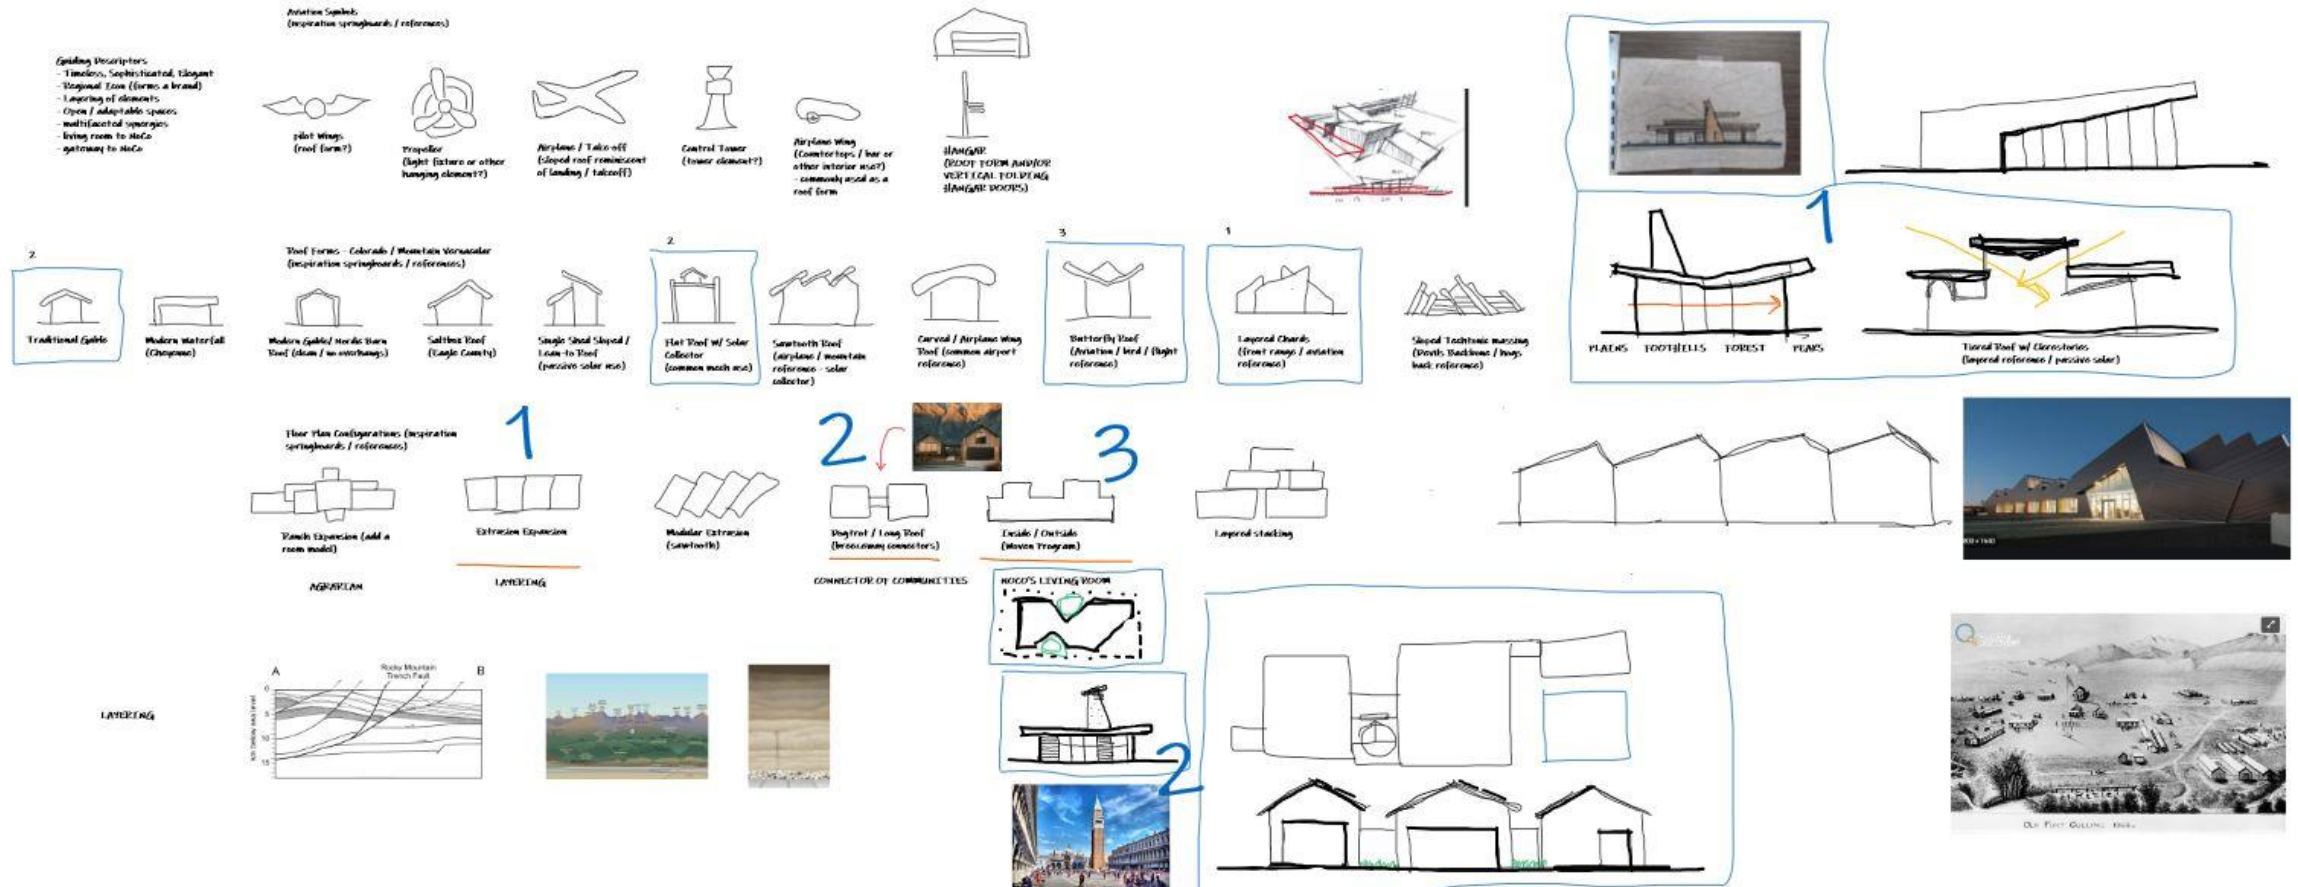 Aviation Symbols
(inspiration springboards / references)
Guiding Descriptors
- Timeless, Sophisticated, Elegant
- Regional Icon (forms a brand)
- Layering of elements
- Open / adaptable spaces
- multifaceted synergies
- living room to NoCo
- gateway to NoCo
pilot Wings
(roof form?)
Propeller
(light fixture or other
hanging element?)
Airplane / Take off
(sloped roof reminiscent
of landing / takeoff)
Control Tower
(tower element?)
Airplane Wing
(Countertops / bar or
other interior use?)
- commonly used as a
roof form
HANGAR
(ROOF FORM AND/OR
VERTICAL FOLDING
HANGAR DOORS)
1
Roof Forms - Colorado / Mountain Vernacular
(inspiration springboards / references)
2
Traditional Gable
Modern Waterfall
(Cheyenne)
Modern Gable/ Nordic Barn
Roof (clean / no overhangs)
Saltbox Roof
(Eagle County)
Single Shed Sloped /
Lean-to Roof
(passive solar use)
2
Flat Roof W/ Solar
Collector
(common mech use)
Sawtooth Roof
(airplane / mountain
reference - solar
collector)
Curved / Airplane Wing
Roof (common airport
reference)
3
Butterfly Roof
(Aviation / bird / flight
reference)
1
Layered Chards
(front range / aviation
reference)
Sloped Techtonic massing
(Devils Backbone / hogs
back reference)
PLAINS FOOTHILLS FOREST PEAKS
Tiered Roof w/ Clerestories
(layered reference / passive solar)
Floor Plan Configurations (inspiration
springboards / references)
1
2
3
Ranch Expansion (add a
room model)
Extrusion Expansion
Modular Extrusion
(sawtooth)
Dogtrot / Long Roof
(breezeway connectors)
Inside / Outside
(Woven Program)
Layered stacking
AGRARIAN
LAYERING
CONNECTOR OF COMMUNITIES
NOCO'S LIVING ROOM
LAYERING
A
Rocky Mountain
Trench Fault
B
0
5
10
15
2
OLD FORT COLLINS